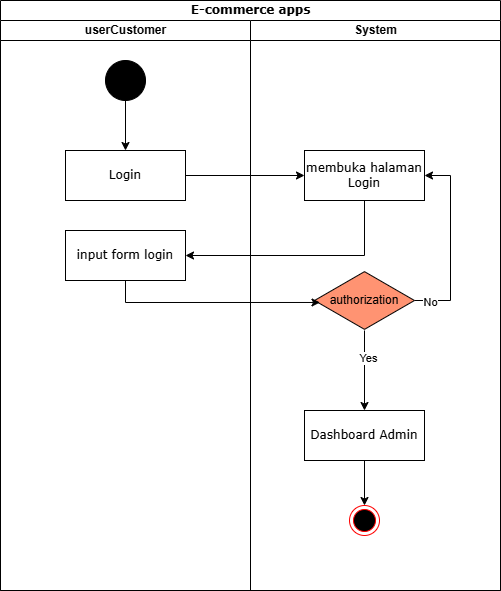 E-commerce apps
userCustomer
System
Login
membuka halaman
Login
input form login
authorization
No
Yes
Dashboard Admin